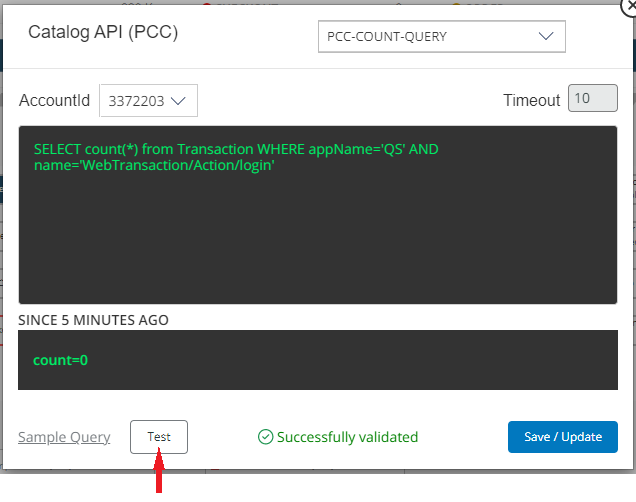 Catalog API (PCC)
PCC-COUNT-QUERY
AccountId 3372203
Timeout 10
SELECT count(*) from Transaction WHERE appName='QS' AND
name='WebTransaction/Action/login'
SINCE 5 MINUTES AGO
count=0
Sample Query
Test
Successfully validated
Save / Update